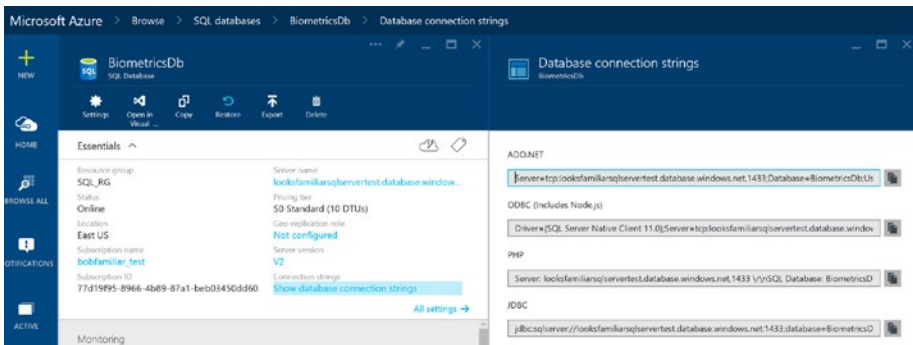 Microsoft Azure > Browse > SQL databases > BiometricsDb > Database connection strings
NEW
HOME
BROWSE ALL
OTIFICATIONS
ACTIVE
SQL
BiometricsDb
SQL Database
Settings
Open in Visual ...
Copy
Restore
Export
Delete
Essentials
Resource group
SQL_RG
Status
Online
Location
East US
Subscription name
bobfamiliar_test
Subscription ID
77d19f95-8966-4b89-87a1-beb03450dd60
Server name
looksfamiliarsqlservertest.database.window...
Pricing tier
S0 Standard (10 DTUs)
Geo-replication role
Not configured
Server version
V2
Connection strings
Show database connection strings
All settings →
Monitoring
Database connection strings
BiometricsDb
ADO.NET
Server=tcp:looksfamiliarsqlservertest.database.windows.net,1433;Database=BiometricsDb;Us
ODBC (Includes Node.js)
Driver={SQL Server Native Client 11.0};Server=tcp:looksfamiliarsqlservertest.database.window
PHP
Server: looksfamiliarsqlservertest.database.windows.net,1433 \r\nSQL Database: BiometricsD
JDBC
jdbc:sqlserver://looksfamiliarsqlservertest.database.windows.net:1433;database=BiometricsD